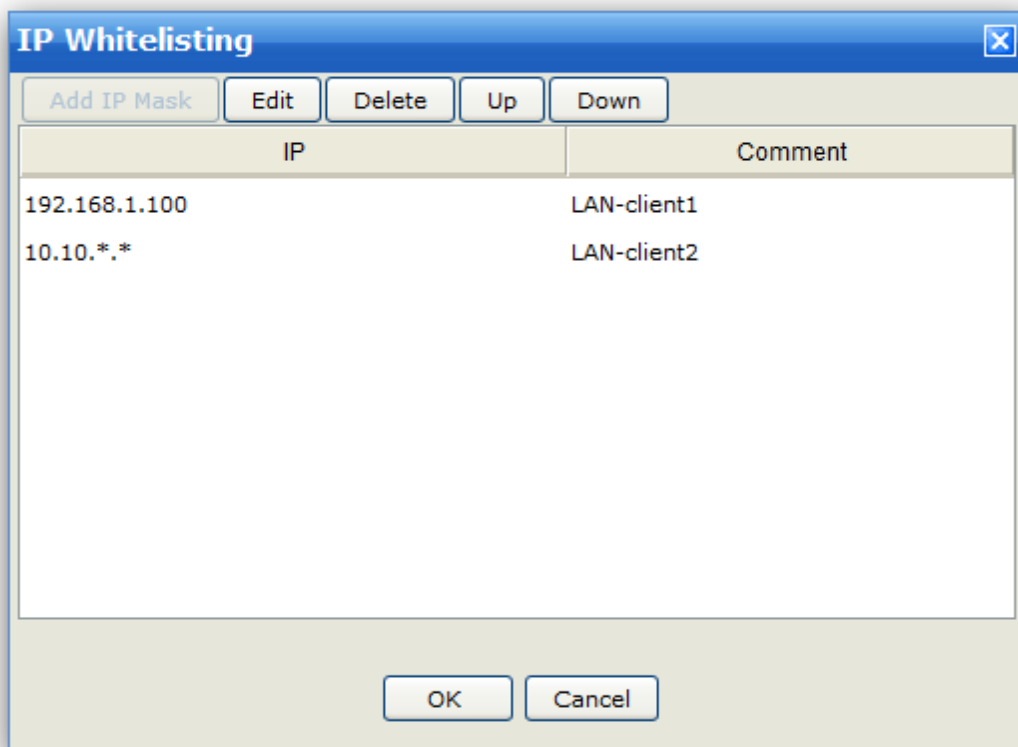 IP Whitelisting
Add IP Mask Edit Delete Up Down
IP Comment
192.168.1.100 LAN-client1
10.10.*.* LAN-client2
OK Cancel